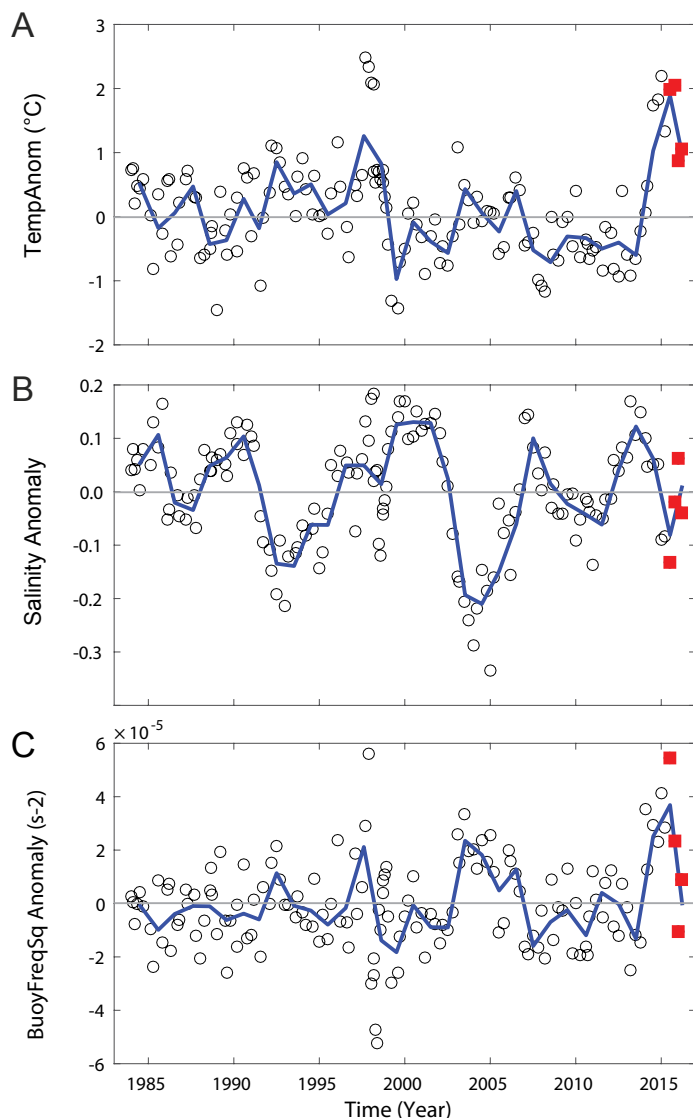 A
TempAnom (°C)
3
2
1
0
-1
-2
B
Salinity Anomaly
0.2
0.1
0.0
-0.1
-0.2
-0.3
C
× 10-5
BuoyFreqSq Anomaly (s-2)
6
4
2
0
-2
-4
-6
1985 1990 1995 2000 2005 2010 2015
Time (Year)